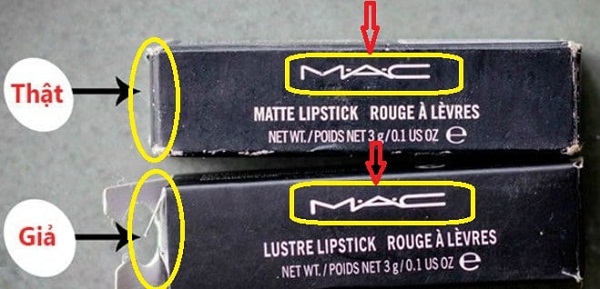 Thật
M·A·C
MATTE LIPSTICK ROUGE À LÈVRES
NET WT./POIDS NET 3 g/0.1 US OZ e
Giả
M·A·C
LUSTRE LIPSTICK ROUGE À LÈVRES
NET WT./POIDS NET 3 g/0.1 US OZ e